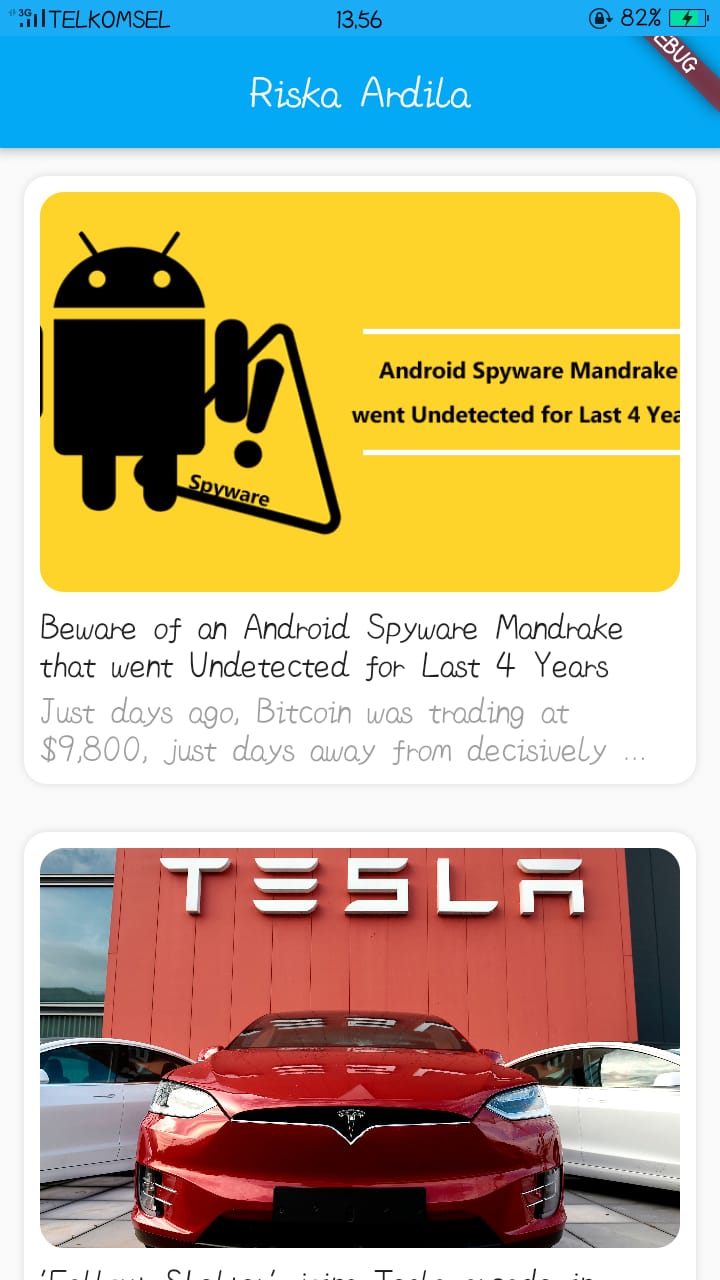 3G TELKOMSEL 13.56 82%
EBUG
Riska Ardila
Android Spyware Mandrake
went Undetected for Last 4 Yea
Spyware
Beware of an Android Spyware Mandrake
that went Undetected for Last 4 Years
Just days ago, Bitcoin was trading at
$9,800, just days away from decisively ...
TESLA